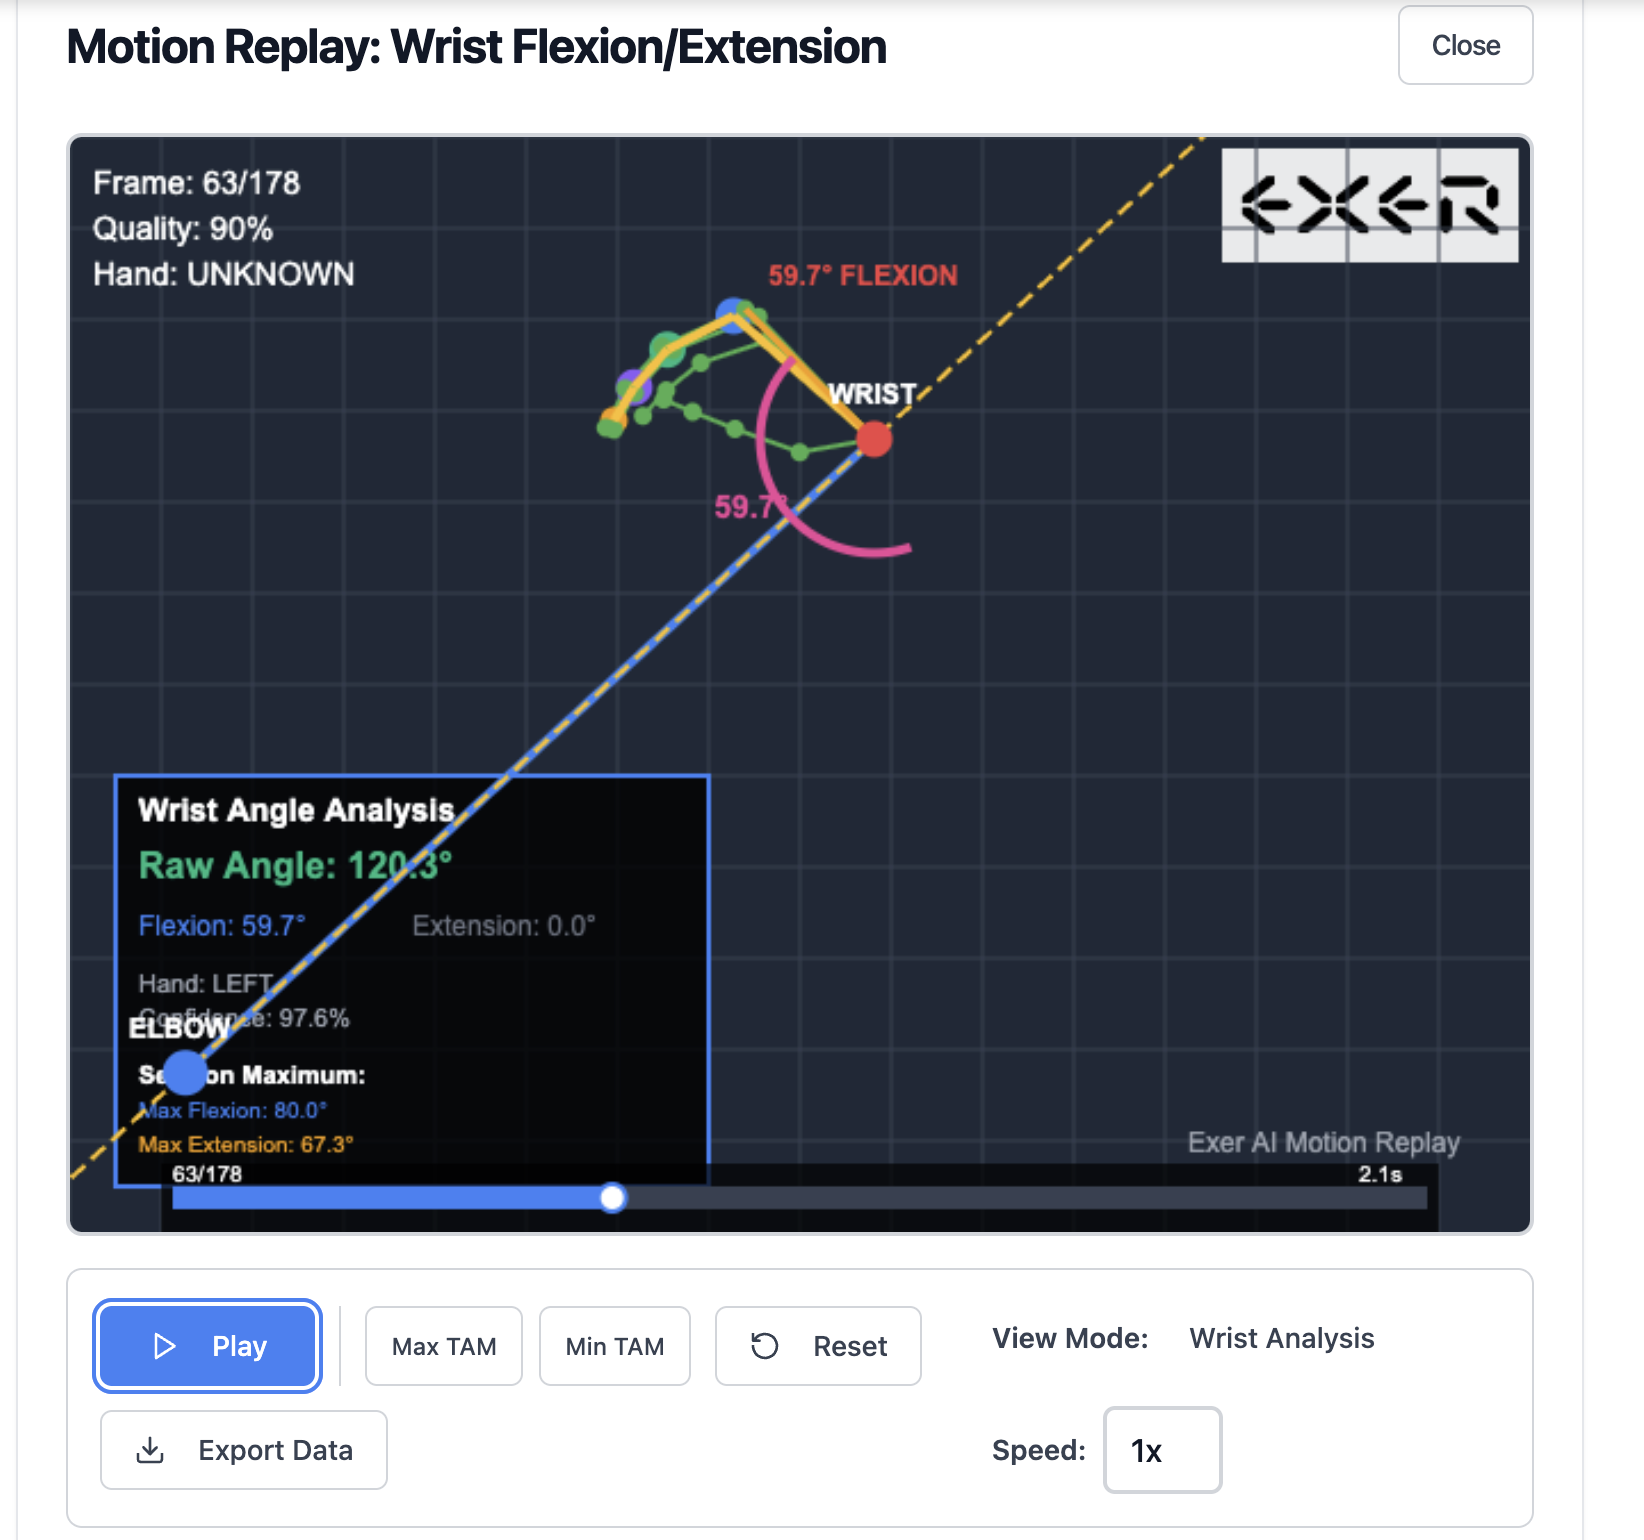 Motion Replay: Wrist Flexion/Extension
Close
Frame: 63/178
Quality: 90%
Hand: UNKNOWN
EXER
59.7° FLEXION
WRIST
59.7°
Wrist Angle Analysis
Raw Angle: 120.3°
Flexion: 59.7° Extension: 0.0°
Hand: LEFT
Confidence: 97.6%
ELBOW
Session Maximum:
Max Flexion: 80.0°
Max Extension: 67.3°
Exer AI Motion Replay
63/178 2.1s
Play
Max TAM
Min TAM
Reset
View Mode: Wrist Analysis
Export Data
Speed: 1x